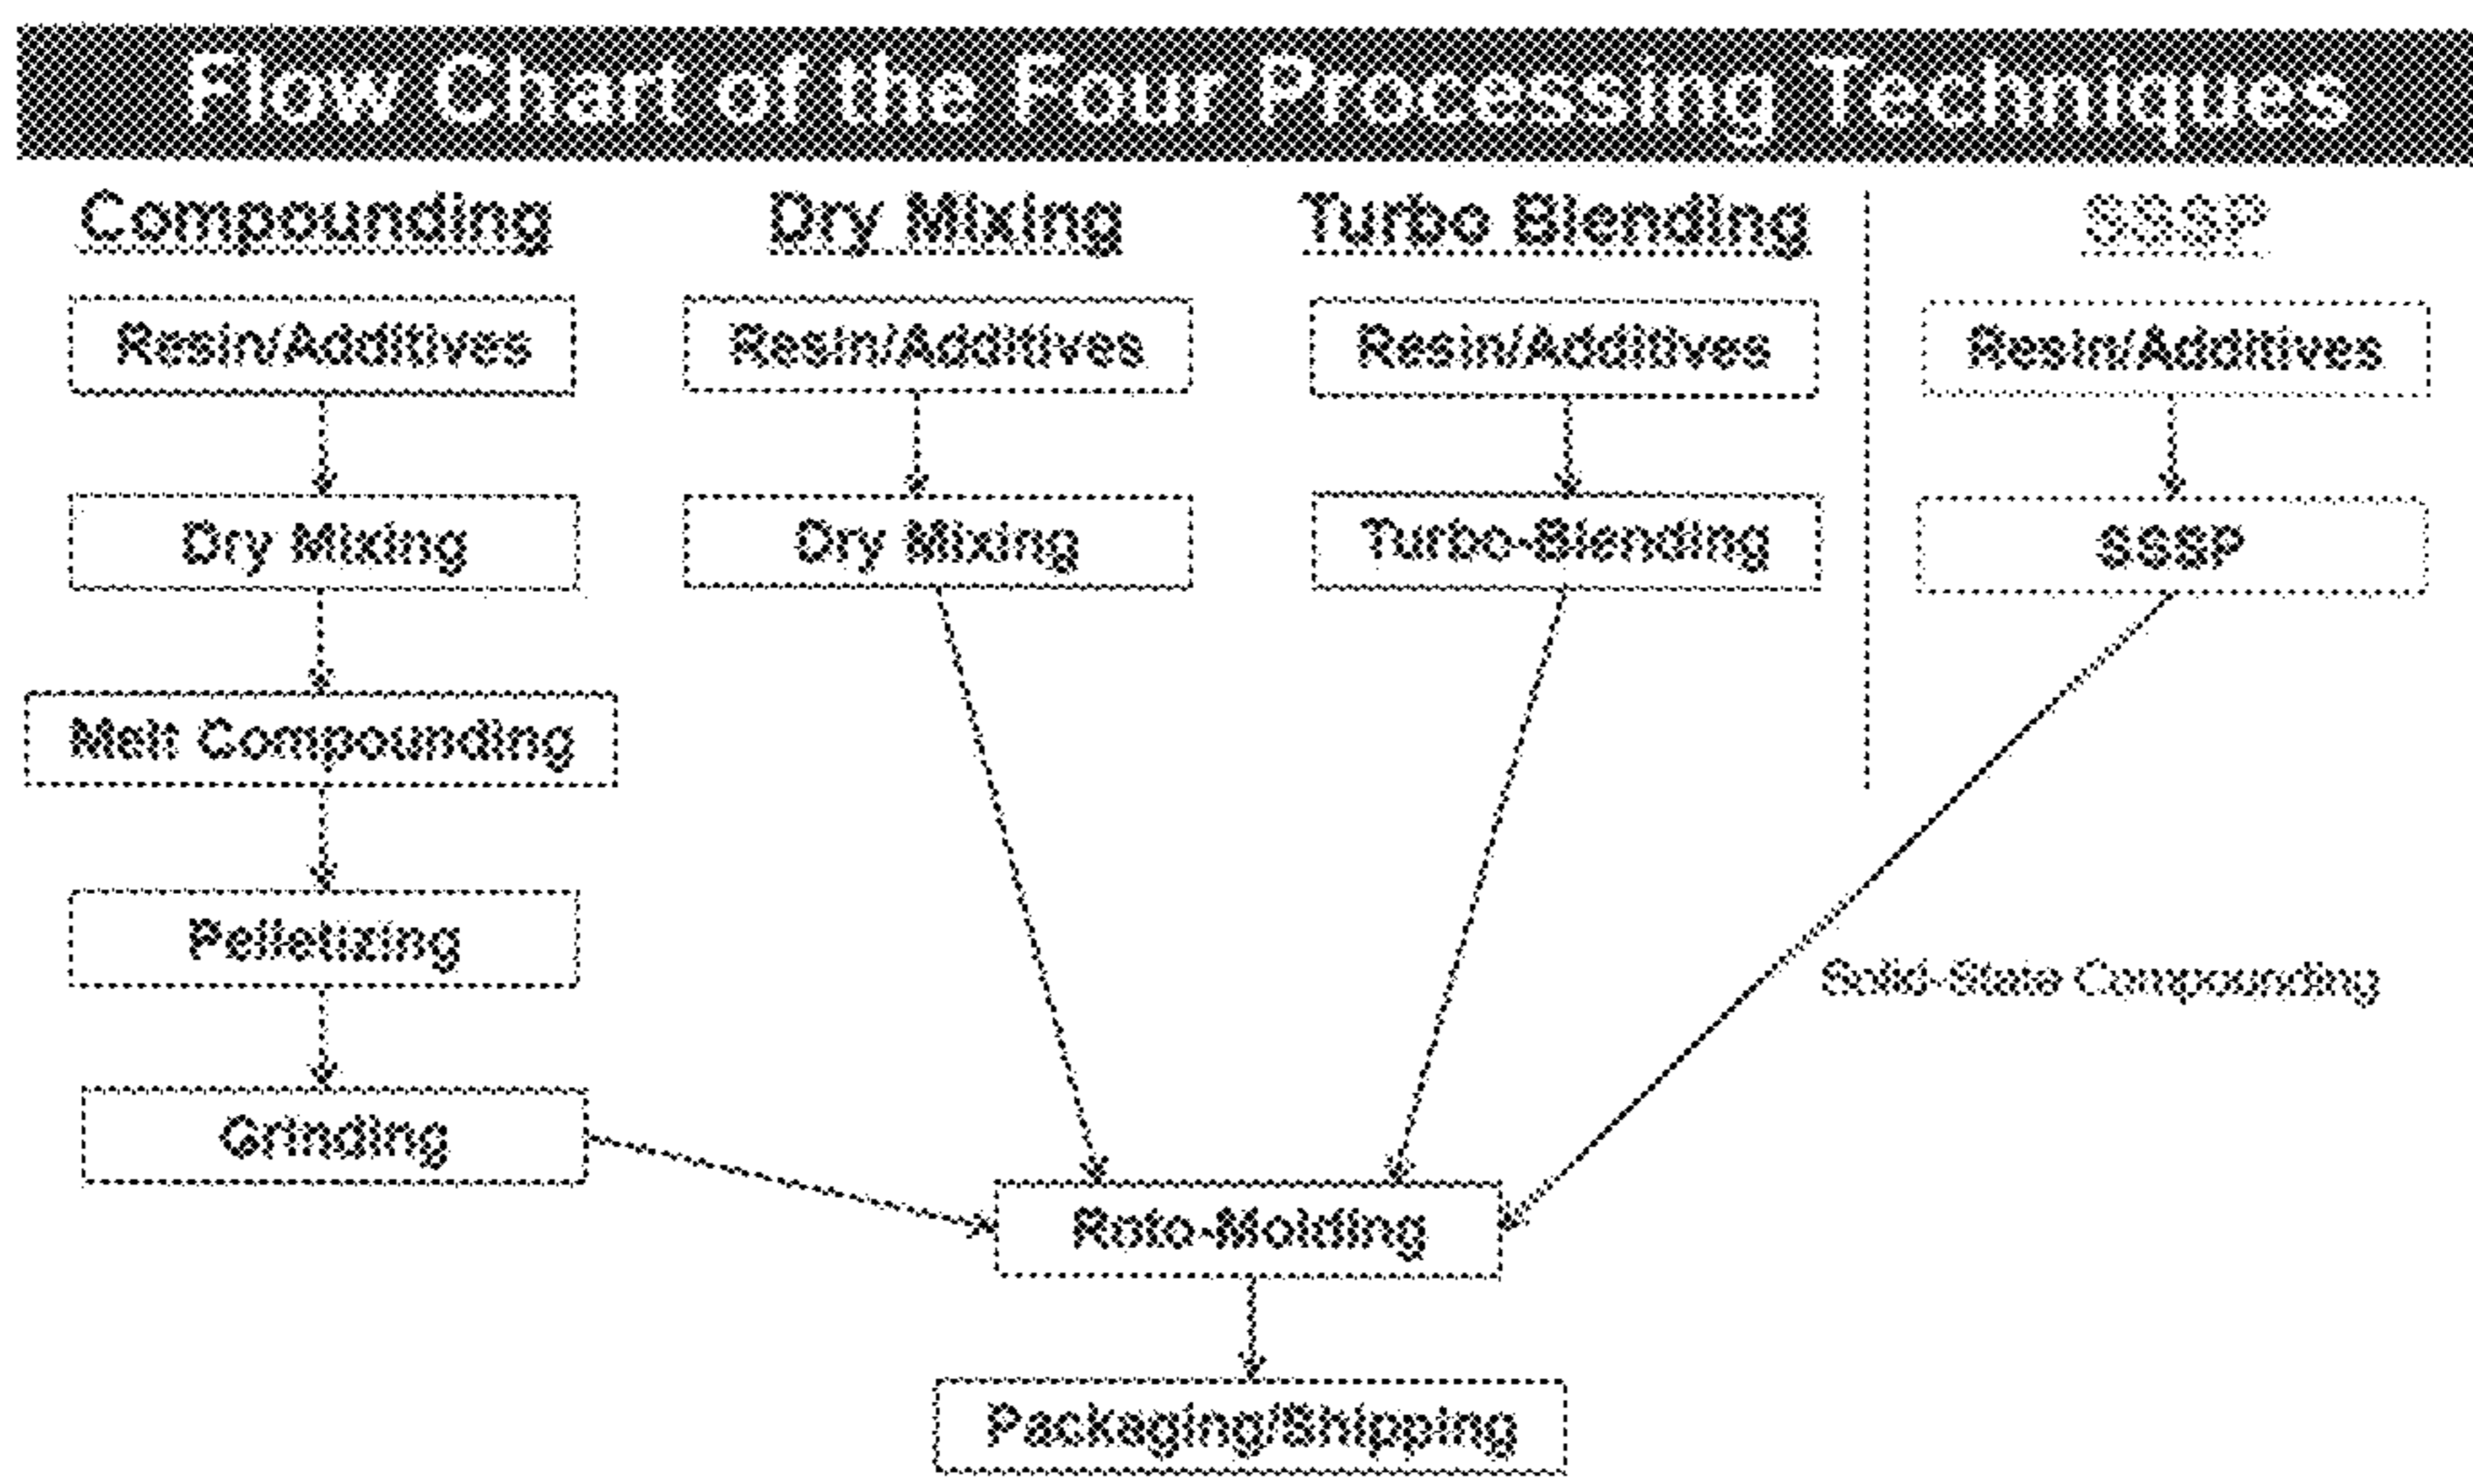 Flow Chart of the Four Processing Techniques
Compounding
Dry Mixing
Turbo Blending
SSSP
Resin/Additives
Resin/Additives
Resin/Additives
Resin/Additives
Dry Mixing
Dry Mixing
Turbo-Blending
SSSP
Melt Compounding
Pelletizing
Solid-State Compounding
Grinding
Roto-Molding
Packaging/Shipping